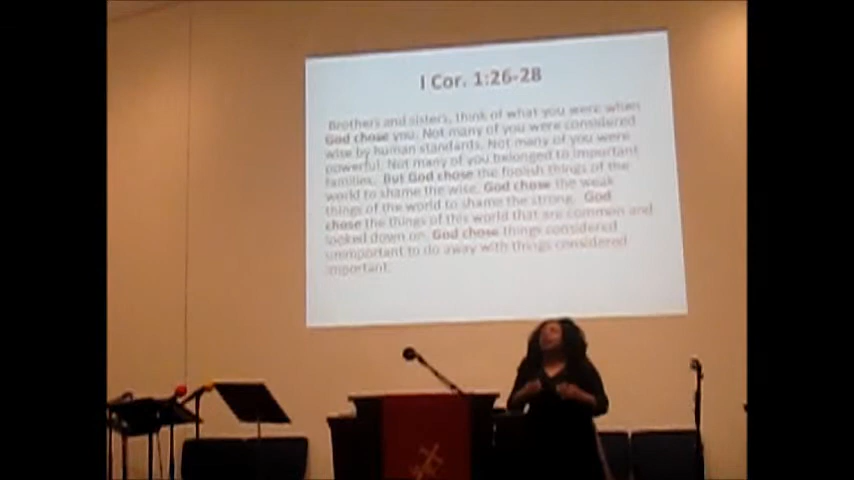 I Cor. 1:26-28
Brothers and sisters, think of what you were when
God chose you. Not many of you were considered
wise by human standards. Not many of you were
powerful. Not many of you belonged to important
families. But God chose the foolish things of the
world to shame the wise. God chose the weak
things of the world to shame the strong. God
chose the things of this world that are common and
looked down on. God chose things considered
unimportant to do away with things considered
important.